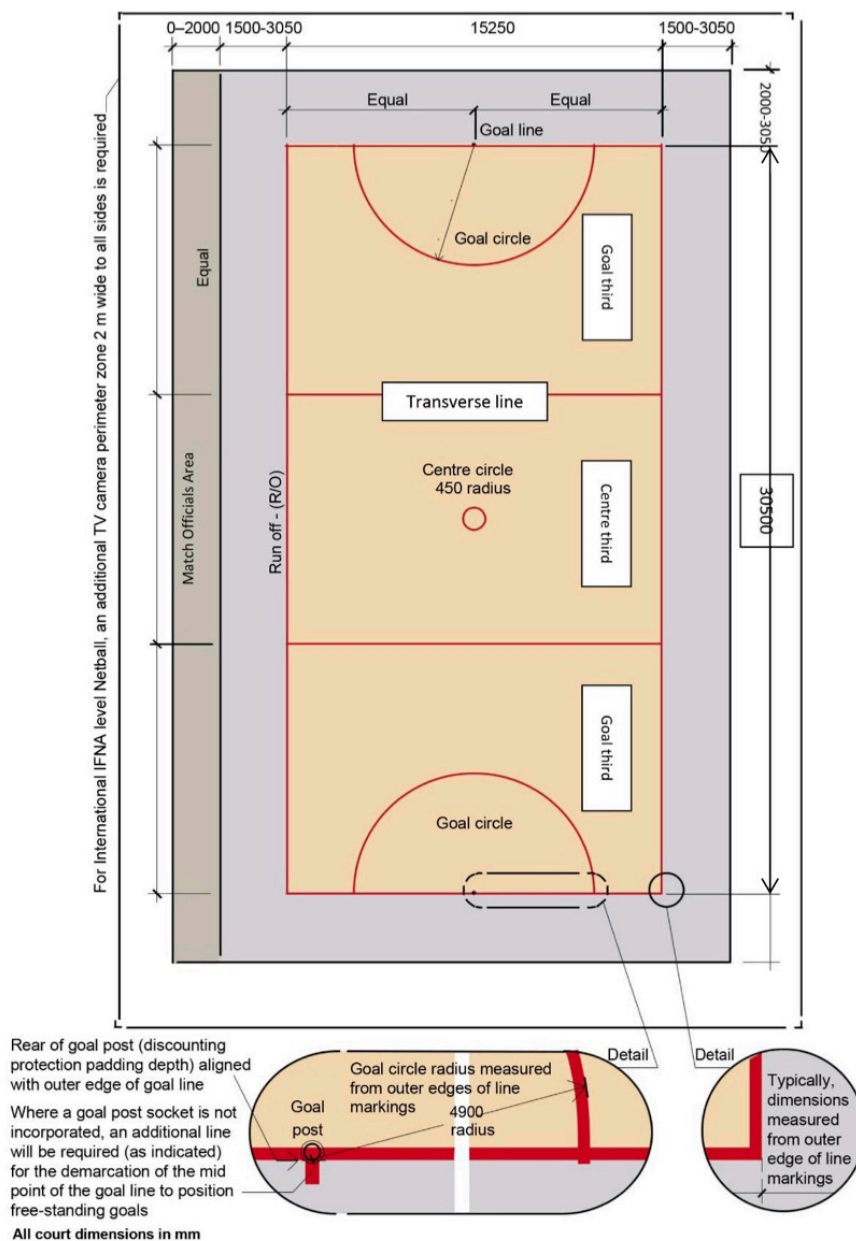 0–2000
1500-3050
15250
1500-3050
2000-3050
Equal
Equal
Goal line
Goal circle
Goal third
Equal
For International IFNA level Netball, an additional TV camera perimeter zone 2 m wide to all sides is required
Transverse line
Centre circle
450 radius
Match Officials Area
Run off - (R/O)
Centre third
30500
Goal third
Goal circle
Rear of goal post (discounting
protection padding depth) aligned
with outer edge of goal line
Where a goal post socket is not
incorporated, an additional line
will be required (as indicated)
for the demarcation of the mid
point of the goal line to position
free-standing goals
All court dimensions in mm
Goal circle radius measured
from outer edges of line
markings
4900
radius
Goal
post
Detail
Detail
Typically,
dimensions
measured
from outer
edge of line
markings